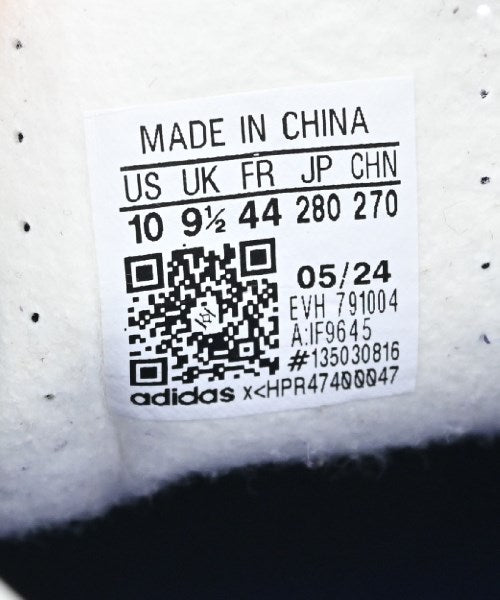 MADE IN CHINA
US UK FR JP CHN
10 9½ 44 280 270
05/24
EVH 791004
A:IF9645
#135030816
adidas x<HPR47400047